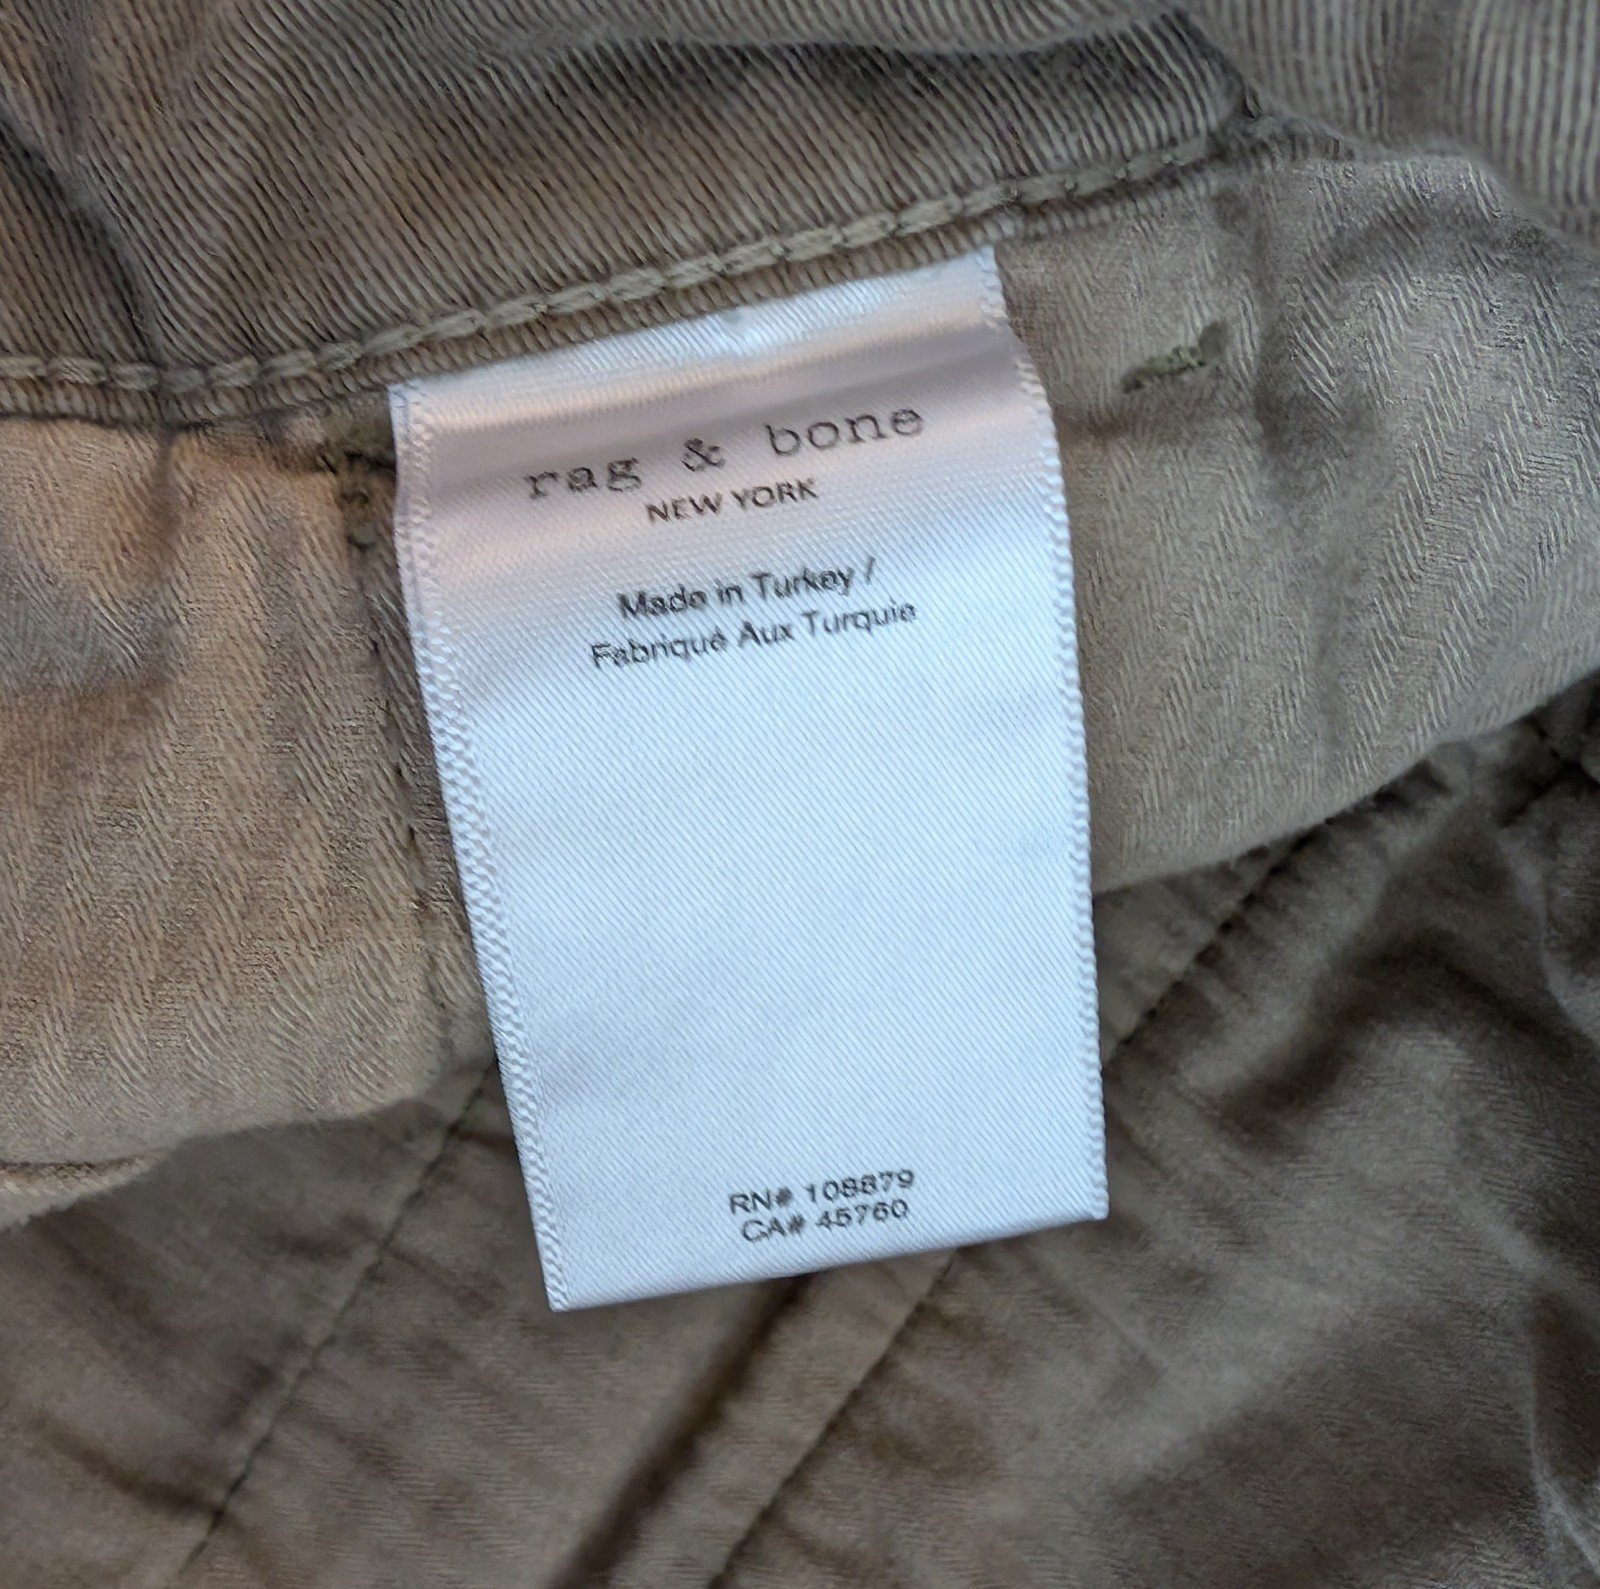 rag & bone
NEW YORK
Made in Turkey /
Fabriqué Aux Turquie
RN# 108879
CA# 45760